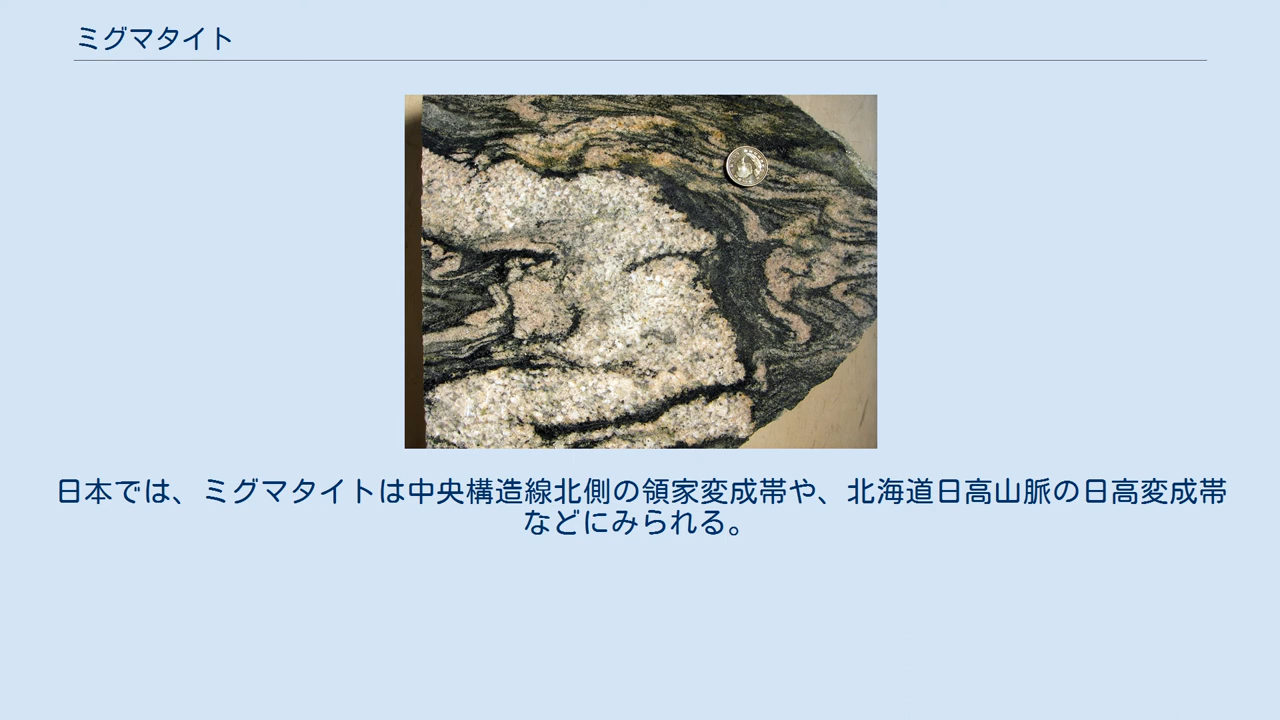 ミグマタイト
日本では、ミグマタイトは中央構造線北側の領家変成帯や、北海道日高山脈の日高変成帯
などにみられる。